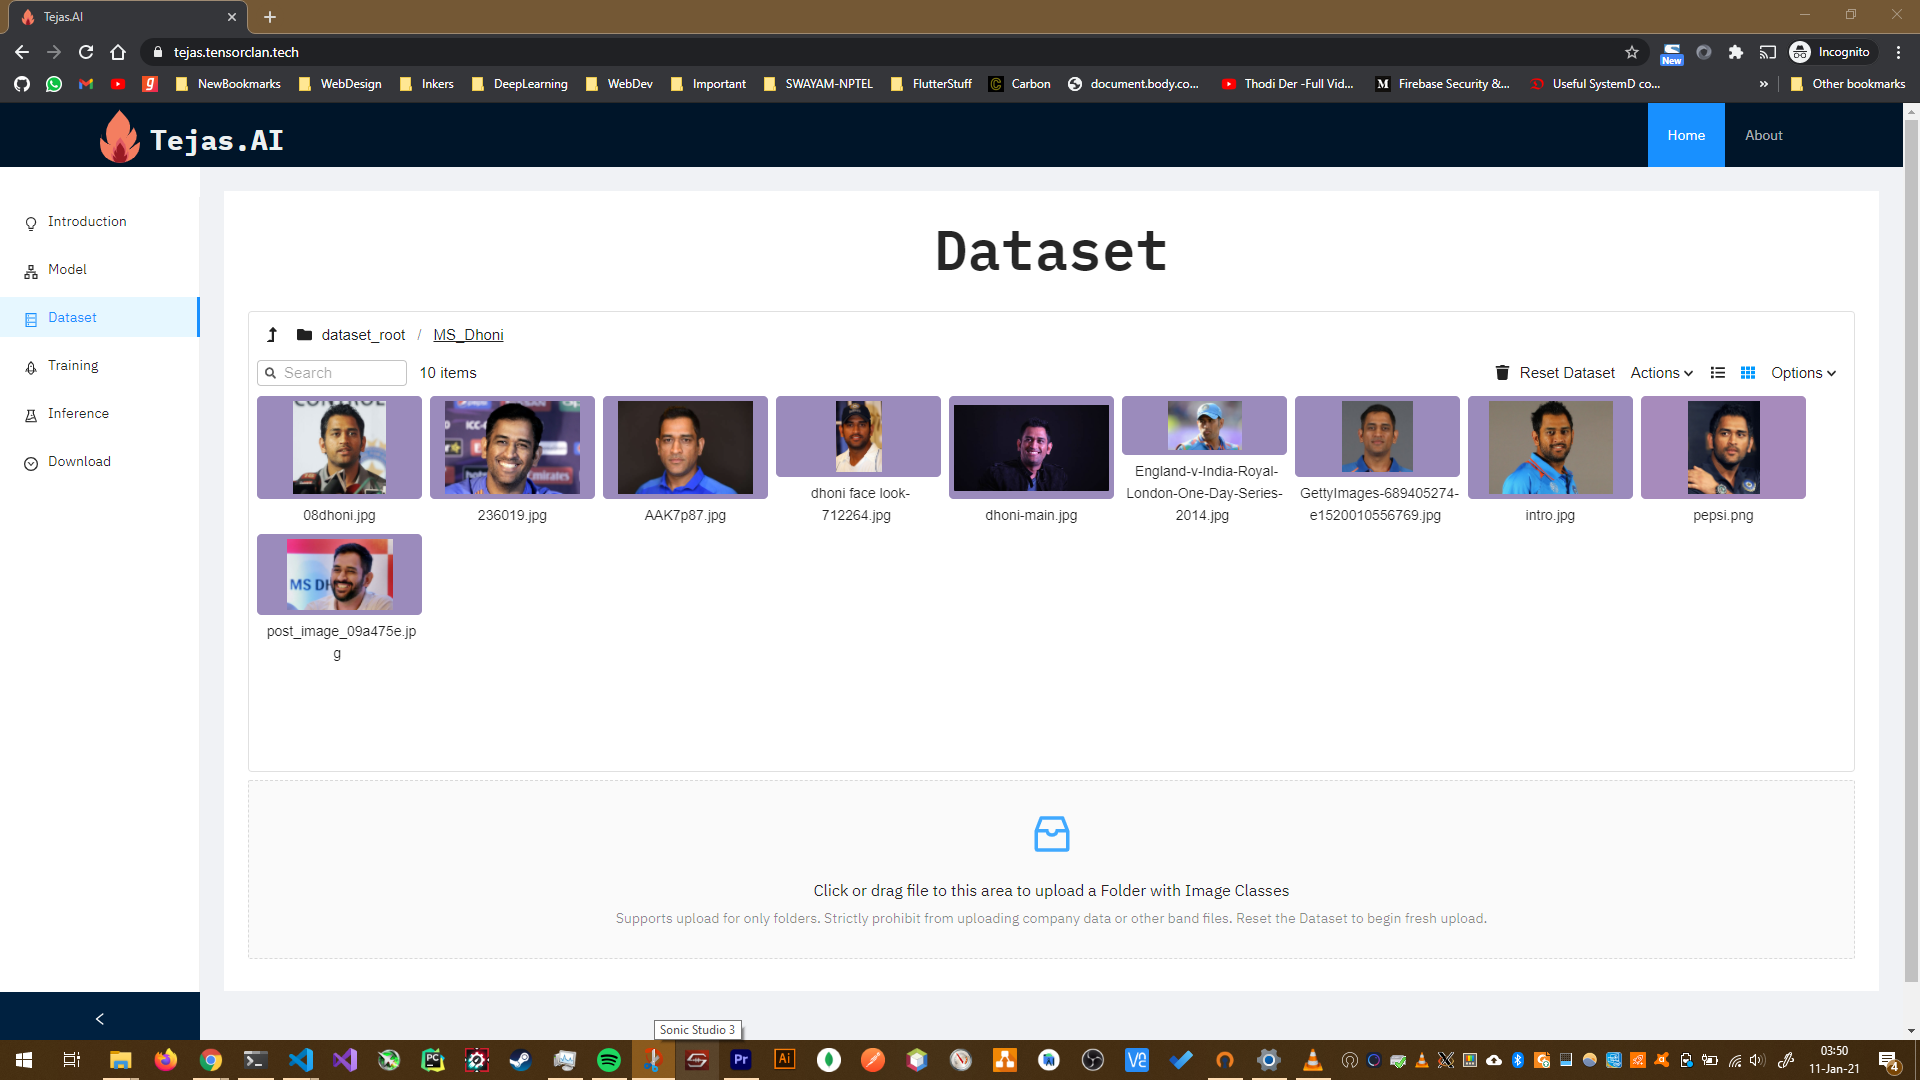 Tejas.AI
tejas.tensorclan.tech
Incognito
New
NewBookmarks WebDesign Inkers DeepLearning WebDev Important SWAYAM-NPTEL FlutterStuff Carbon document.body.co... Thodi Der -Full Vid... Firebase Security &... Useful SystemD co... » Other bookmarks
Tejas.AI
Home About
Introduction
Model
Dataset
Training
Inference
Download
Dataset
dataset_root / MS_Dhoni
Search
10 items
Reset Dataset Actions Options
08dhoni.jpg
236019.jpg
AAK7p87.jpg
dhoni face look-
712264.jpg
dhoni-main.jpg
England-v-India-Royal-
London-One-Day-Series-
2014.jpg
GettyImages-689405274-
e1520010556769.jpg
intro.jpg
pepsi.png
MS DH
post_image_09a475e.jp
g
Click or drag file to this area to upload a Folder with Image Classes
Supports upload for only folders. Strictly prohibit from uploading company data or other band files. Reset the Dataset to begin fresh upload.
Sonic Studio 3
03:50
11-Jan-21
4